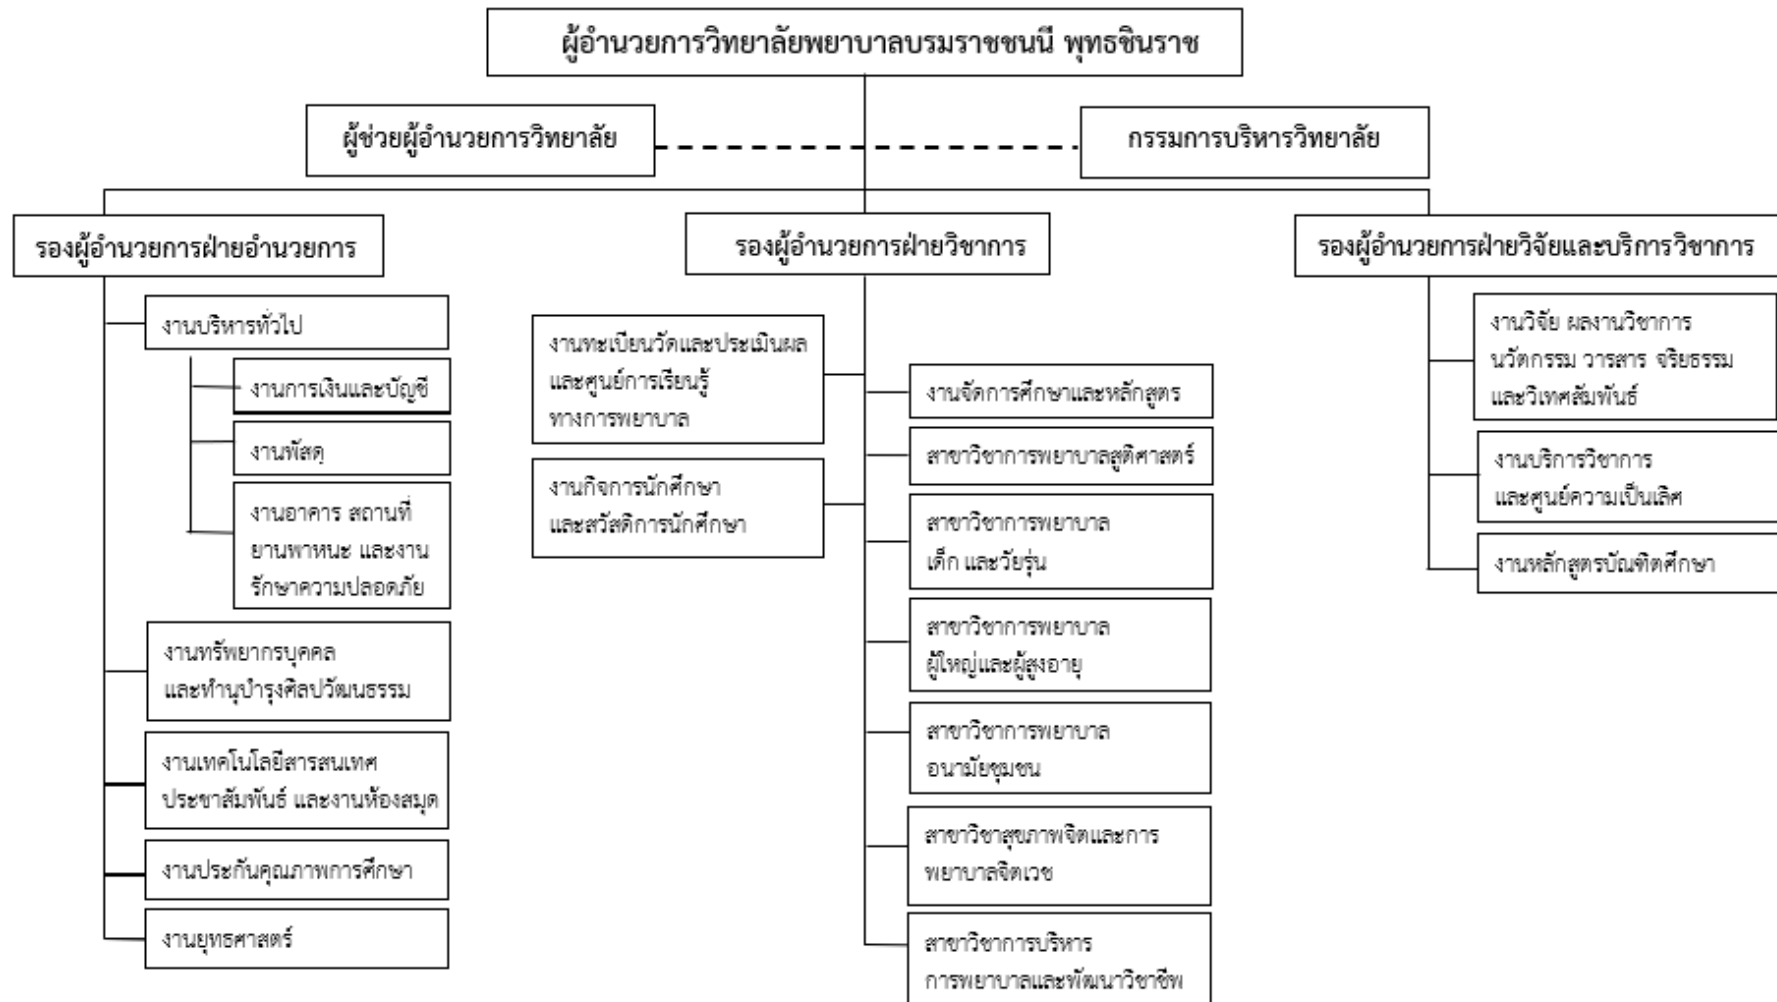 ผู้อำนวยการวิทยาลัยพยาบาลบรมราชชนนี พุทธชินราช
ผู้ช่วยผู้อำนวยการวิทยาลัย
กรรมการบริหารวิทยาลัย
รองผู้อำนวยการฝ่ายอำนวยการ
งานบริหารทั่วไป
งานการเงินและบัญชี
งานพัสดุ
งานอาคาร สถานที่
ยานพาหนะ และงาน
รักษาความปลอดภัย
งานทรัพยากรบุคคล
และทำนุบำรุงศิลปวัฒนธรรม
งานเทคโนโลยีสารสนเทศ
ประชาสัมพันธ์ และงานห้องสมุด
งานประกันคุณภาพการศึกษา
งานยุทธศาสตร์
รองผู้อำนวยการฝ่ายวิชาการ
งานทะเบียนวัดและประเมินผล
และศูนย์การเรียนรู้
ทางการพยาบาล
งานกิจการนักศึกษา
และสวัสดิการนักศึกษา
งานจัดการศึกษาและหลักสูตร
สาขาวิชาการพยาบาลสูติศาสตร์
สาขาวิชาการพยาบาล
เด็ก และวัยรุ่น
สาขาวิชาการพยาบาล
ผู้ใหญ่และผู้สูงอายุ
สาขาวิชาการพยาบาล
อนามัยชุมชน
สาขาวิชาสุขภาพจิตและการ
พยาบาลจิตเวช
สาขาวิชาการบริหาร
การพยาบาลและพัฒนาวิชาชีพ
รองผู้อำนวยการฝ่ายวิจัยและบริการวิชาการ
งานวิจัย ผลงานวิชาการ
นวัตกรรม วารสาร จริยธรรม
และวิเทศสัมพันธ์
งานบริการวิชาการ
และศูนย์ความเป็นเลิศ
งานหลักสูตรบัณฑิตศึกษา